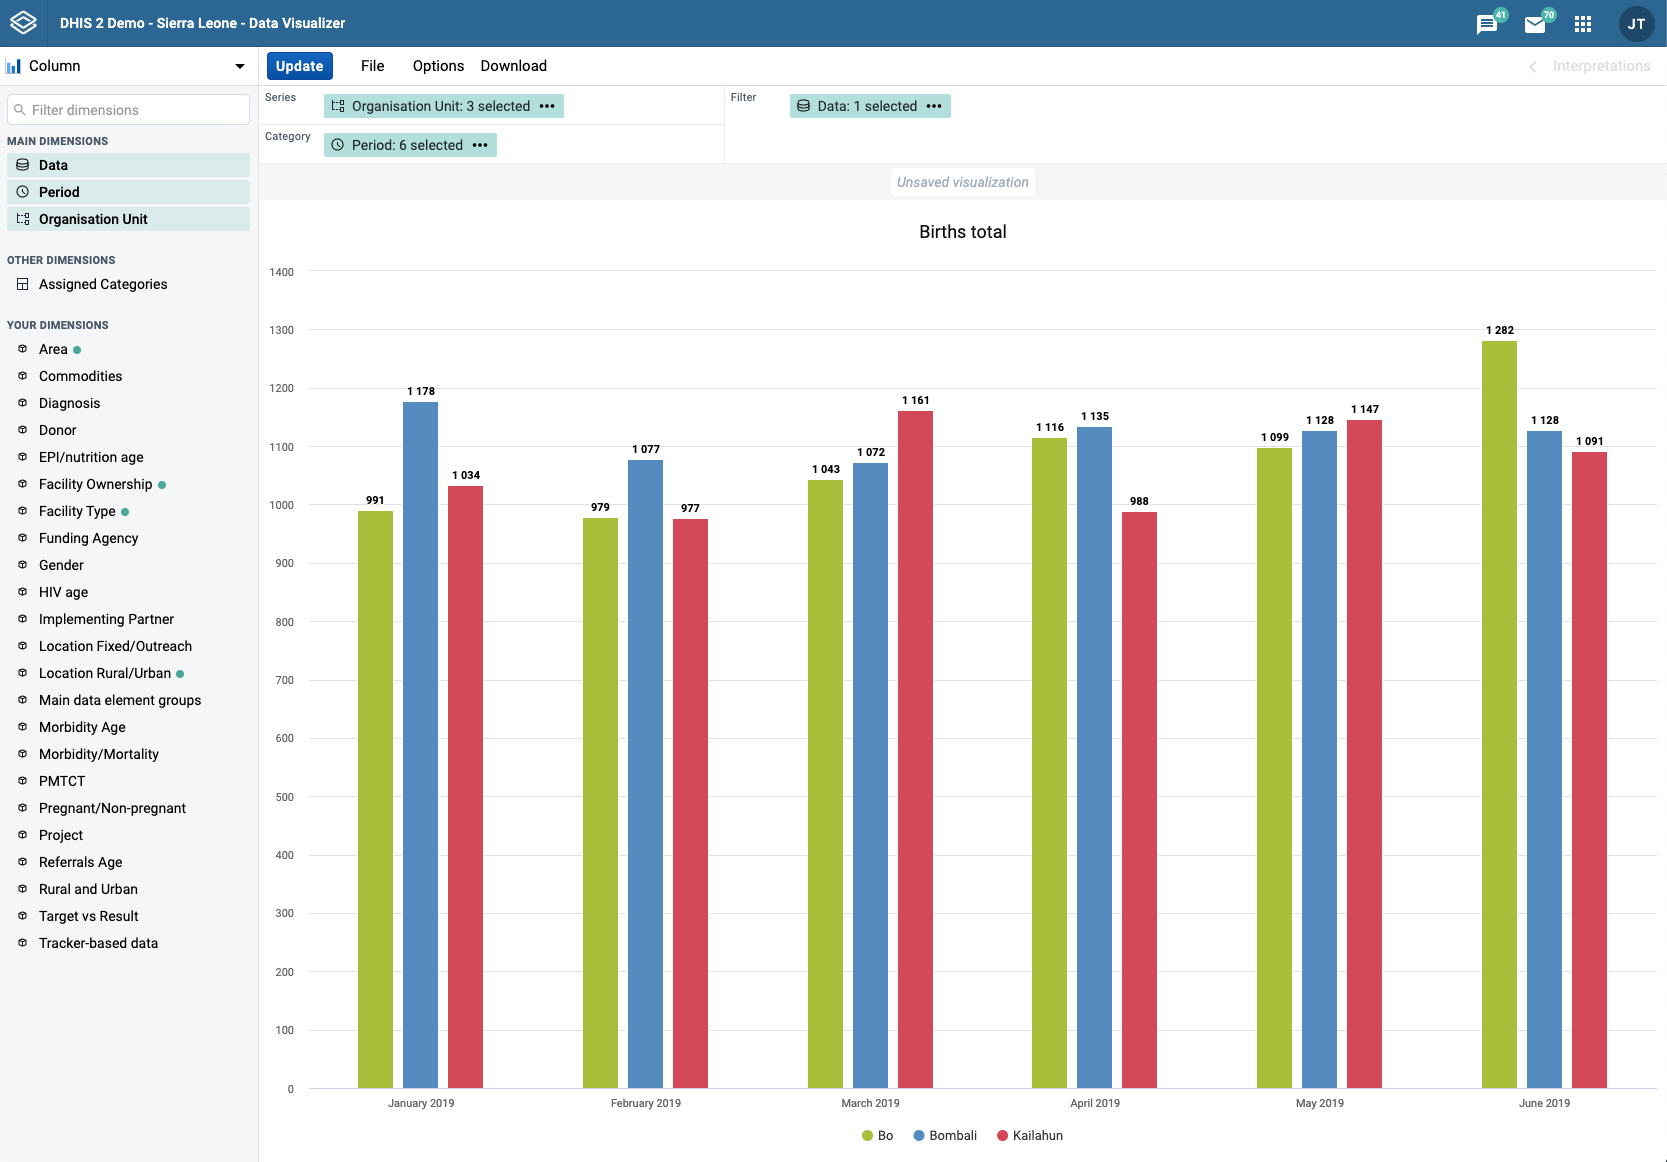 DHIS 2 Demo - Sierra Leone - Data Visualizer
41
70
JT
Column
Update
File
Options
Download
Interpretations
Filter dimensions
MAIN DIMENSIONS
Data
Period
Organisation Unit
OTHER DIMENSIONS
Assigned Categories
YOUR DIMENSIONS
Area
Commodities
Diagnosis
Donor
EPI/nutrition age
Facility Ownership
Facility Type
Funding Agency
Gender
HIV age
Implementing Partner
Location Fixed/Outreach
Location Rural/Urban
Main data element groups
Morbidity Age
Morbidity/Mortality
PMTCT
Pregnant/Non-pregnant
Project
Referrals Age
Rural and Urban
Target vs Result
Tracker-based data
Series
Organisation Unit: 3 selected
Filter
Data: 1 selected
Category
Period: 6 selected
Unsaved visualization
Births total
1400
1300
1200
1100
1000
900
800
700
600
500
400
300
200
100
0
991
1 178
1 034
979
1 077
977
1 043
1 072
1 161
1 116
1 135
988
1 099
1 128
1 147
1 282
1 128
1 091
January 2019
February 2019
March 2019
April 2019
May 2019
June 2019
Bo
Bombali
Kailahun